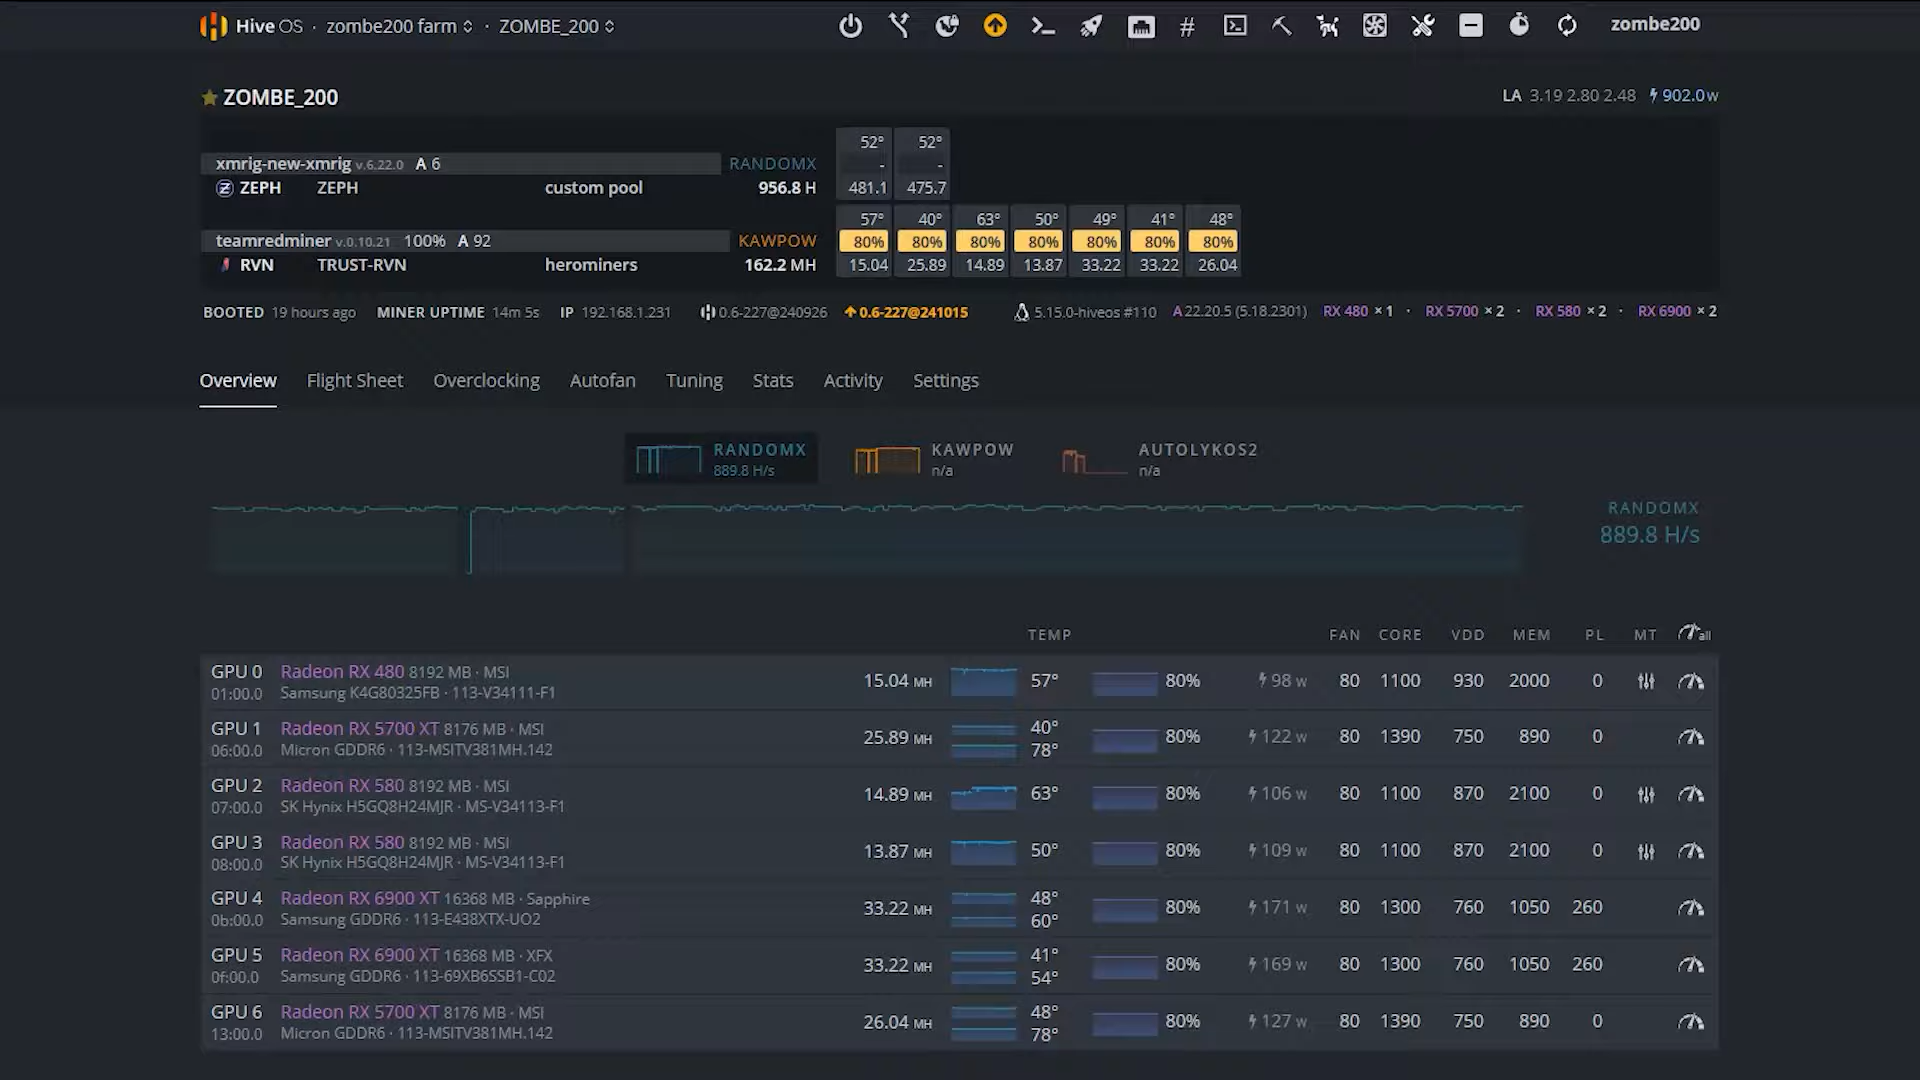 Hive OS · zombe200 farm · ZOMBE_200 # zombe200
ZOMBE_200 LA 3.19 2.80 2.48 902.0 w
52° 52°
xmrig-new-xmrig v.6.22.0 A 6 RANDOMX - -
ZEPH ZEPH custom pool 956.8 H 481.1 475.7
57° 40° 63° 50° 49° 41° 48°
teamredminer v.0.10.21 100% A 92 KAWPOW 80% 80% 80% 80% 80% 80% 80%
RVN TRUST-RVN herominers 162.2 MH 15.04 25.89 14.89 13.87 33.22 33.22 26.04
BOOTED 19 hours ago MINER UPTIME 14m 5s IP 192.168.1.231 0.6-227@240926 0.6-227@241015 5.15.0-hiveos #110 A 22.20.5 (5.18.2301) RX 480 × 1 · RX 5700 × 2 · RX 580 × 2 · RX 6900 × 2
Overview Flight Sheet Overclocking Autofan Tuning Stats Activity Settings
RANDOMX KAWPOW AUTOLYKOS2
889.8 H/s n/a n/a
RANDOMX
889.8 H/s
TEMP FAN CORE VDD MEM PL MT all
GPU 0 Radeon RX 480 8192 MB · MSI 15.04 MH 57° 80% 98 w 80 1100 930 2000 0
01:00.0 Samsung K4G80325FB · 113-V34111-F1
GPU 1 Radeon RX 5700 XT 8176 MB · MSI 25.89 MH 40° 80% 122 w 80 1390 750 890 0
06:00.0 Micron GDDR6 · 113-MSITV381MH.142 78°
GPU 2 Radeon RX 580 8192 MB · MSI 14.89 MH 63° 80% 106 w 80 1100 870 2100 0
07:00.0 SK Hynix H5GQ8H24MJR · MS-V34113-F1
GPU 3 Radeon RX 580 8192 MB · MSI 13.87 MH 50° 80% 109 w 80 1100 870 2100 0
08:00.0 SK Hynix H5GQ8H24MJR · MS-V34113-F1
GPU 4 Radeon RX 6900 XT 16368 MB · Sapphire 33.22 MH 48° 80% 171 w 80 1300 760 1050 260
0b:00.0 Samsung GDDR6 · 113-E438XTX-UO2 60°
GPU 5 Radeon RX 6900 XT 16368 MB · XFX 33.22 MH 41° 80% 169 w 80 1300 760 1050 260
0f:00.0 Samsung GDDR6 · 113-69XB6SSB1-C02 54°
GPU 6 Radeon RX 5700 XT 8176 MB · MSI 26.04 MH 48° 80% 127 w 80 1390 750 890 0
13:00.0 Micron GDDR6 · 113-MSITV381MH.142 78°